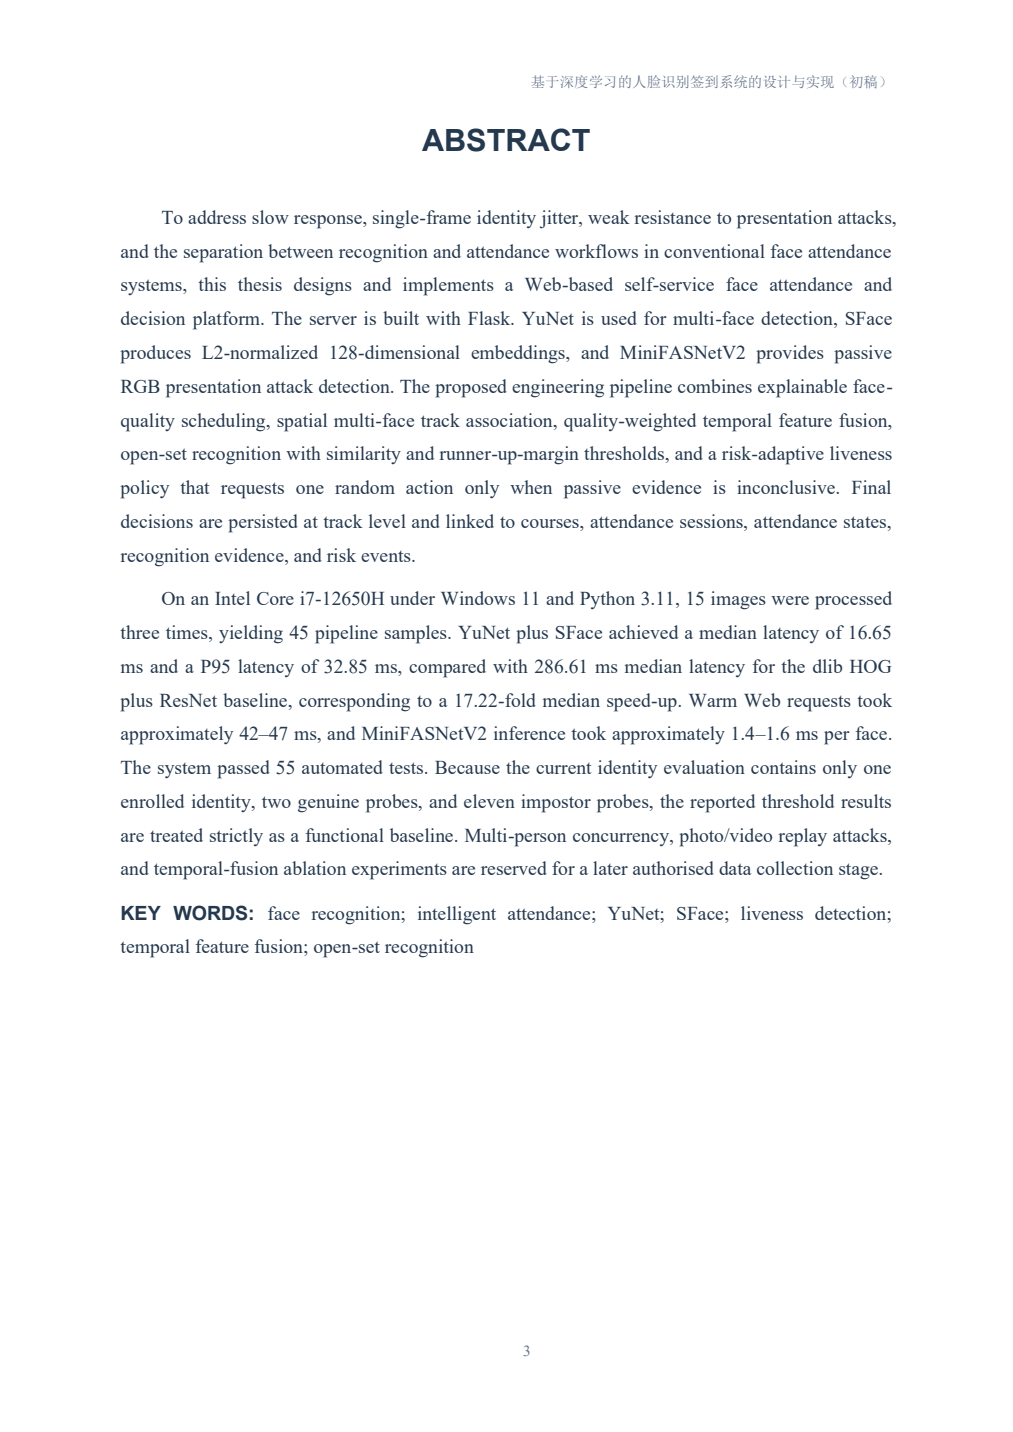 基于深度学习的人脸识别签到系统的设计与实现（初稿）
ABSTRACT
To address slow response, single-frame identity jitter, weak resistance to presentation attacks,
and the separation between recognition and attendance workflows in conventional face attendance
systems, this thesis designs and implements a Web-based self-service face attendance and
decision platform. The server is built with Flask. YuNet is used for multi-face detection, SFace
produces L2-normalized 128-dimensional embeddings, and MiniFASNetV2 provides passive
RGB presentation attack detection. The proposed engineering pipeline combines explainable face-
quality scheduling, spatial multi-face track association, quality-weighted temporal feature fusion,
open-set recognition with similarity and runner-up-margin thresholds, and a risk-adaptive liveness
policy that requests one random action only when passive evidence is inconclusive. Final
decisions are persisted at track level and linked to courses, attendance sessions, attendance states,
recognition evidence, and risk events.
On an Intel Core i7-12650H under Windows 11 and Python 3.11, 15 images were processed
three times, yielding 45 pipeline samples. YuNet plus SFace achieved a median latency of 16.65
ms and a P95 latency of 32.85 ms, compared with 286.61 ms median latency for the dlib HOG
plus ResNet baseline, corresponding to a 17.22-fold median speed-up. Warm Web requests took
approximately 42–47 ms, and MiniFASNetV2 inference took approximately 1.4–1.6 ms per face.
The system passed 55 automated tests. Because the current identity evaluation contains only one
enrolled identity, two genuine probes, and eleven impostor probes, the reported threshold results
are treated strictly as a functional baseline. Multi-person concurrency, photo/video replay attacks,
and temporal-fusion ablation experiments are reserved for a later authorised data collection stage.
KEY WORDS: face recognition; intelligent attendance; YuNet; SFace; liveness detection;
temporal feature fusion; open-set recognition
3